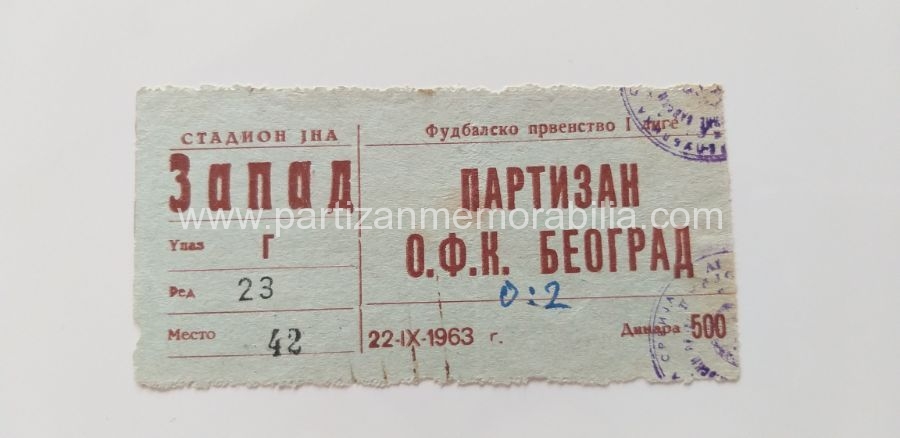 СТАДИОН ЈНА
Запад
Улаз Г
Ред 23
Место 42
Фудбалско првенство I лиге
ПАРТИЗАН
О.Ф.К. БЕОГРАД
0:2
22-IX-1963 г.
Динара 500
www.partizanmemorabilia.com
СРБИЈА